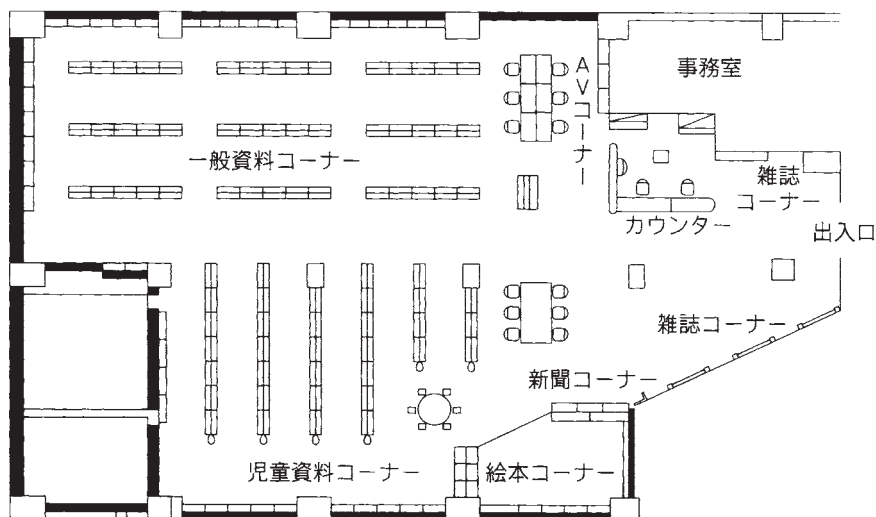 事務室
AVコーナー
一般資料コーナー
雑誌
コーナー
カウンター
出入口
雑誌コーナー
新聞コーナー
児童資料コーナー
絵本コーナー